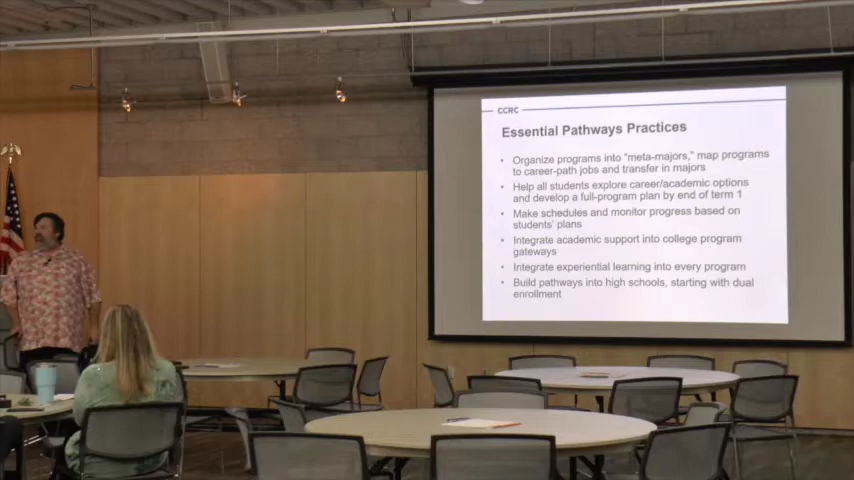 CCRC
Essential Pathways Practices
• Organize programs into "meta-majors," map programs
to career-path jobs and transfer in majors
• Help all students explore career/academic options
and develop a full-program plan by end of term 1
• Make schedules and monitor progress based on
students' plans
• Integrate academic support into college program
gateways
• Integrate experiential learning into every program
• Build pathways into high schools, starting with dual
enrollment